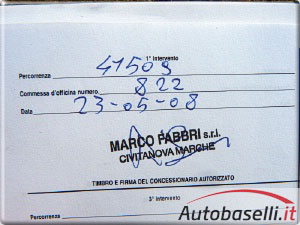 1° Intervento
Percorrenza 41509
Commessa d'officina numero 822
Data 23-05-08
MARCO FABBRI s.r.l.
CIVITANOVA MARCHE
TIMBRO E FIRMA DEL CONCESSIONARIO AUTORIZZATO
3° Intervento
Percorrenza
Autobaselli.it